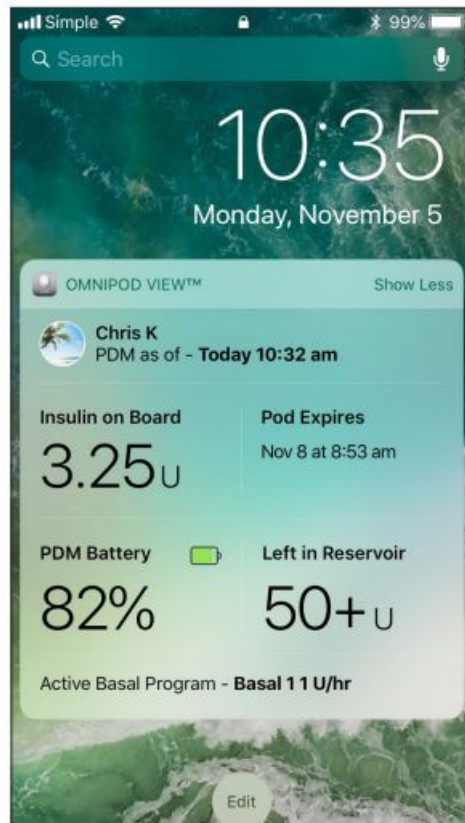 Simple 99%
Search
10:35
Monday, November 5
OMNIPOD VIEW™ Show Less
Chris K
PDM as of - Today 10:32 am
Insulin on Board Pod Expires
3.25 U Nov 8 at 8:53 am
PDM Battery Left in Reservoir
82% 50+ U
Active Basal Program - Basal 1 1 U/hr
Edit